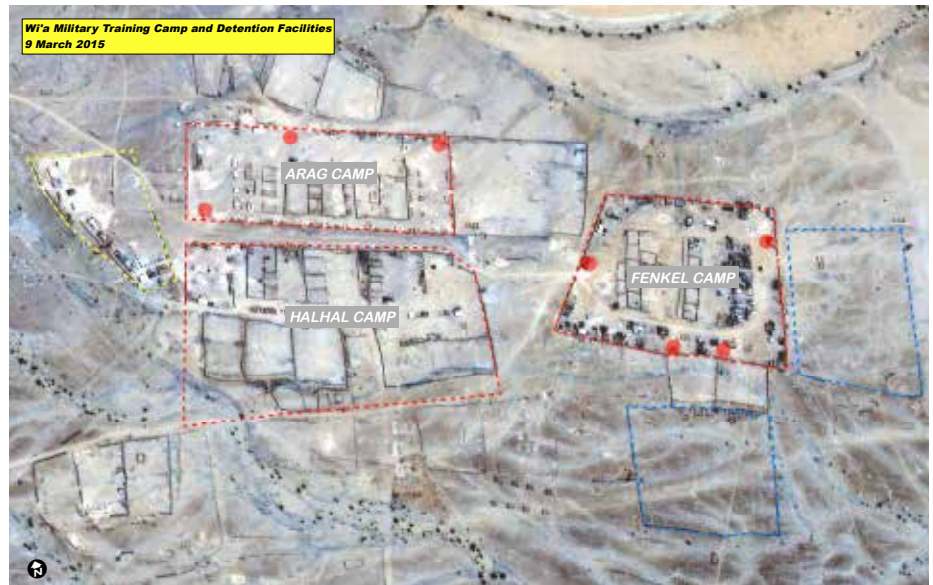 Wi'a Military Training Camp and Detention Facilities
9 March 2015
ARAG CAMP
FENKEL CAMP
HALHAL CAMP
N